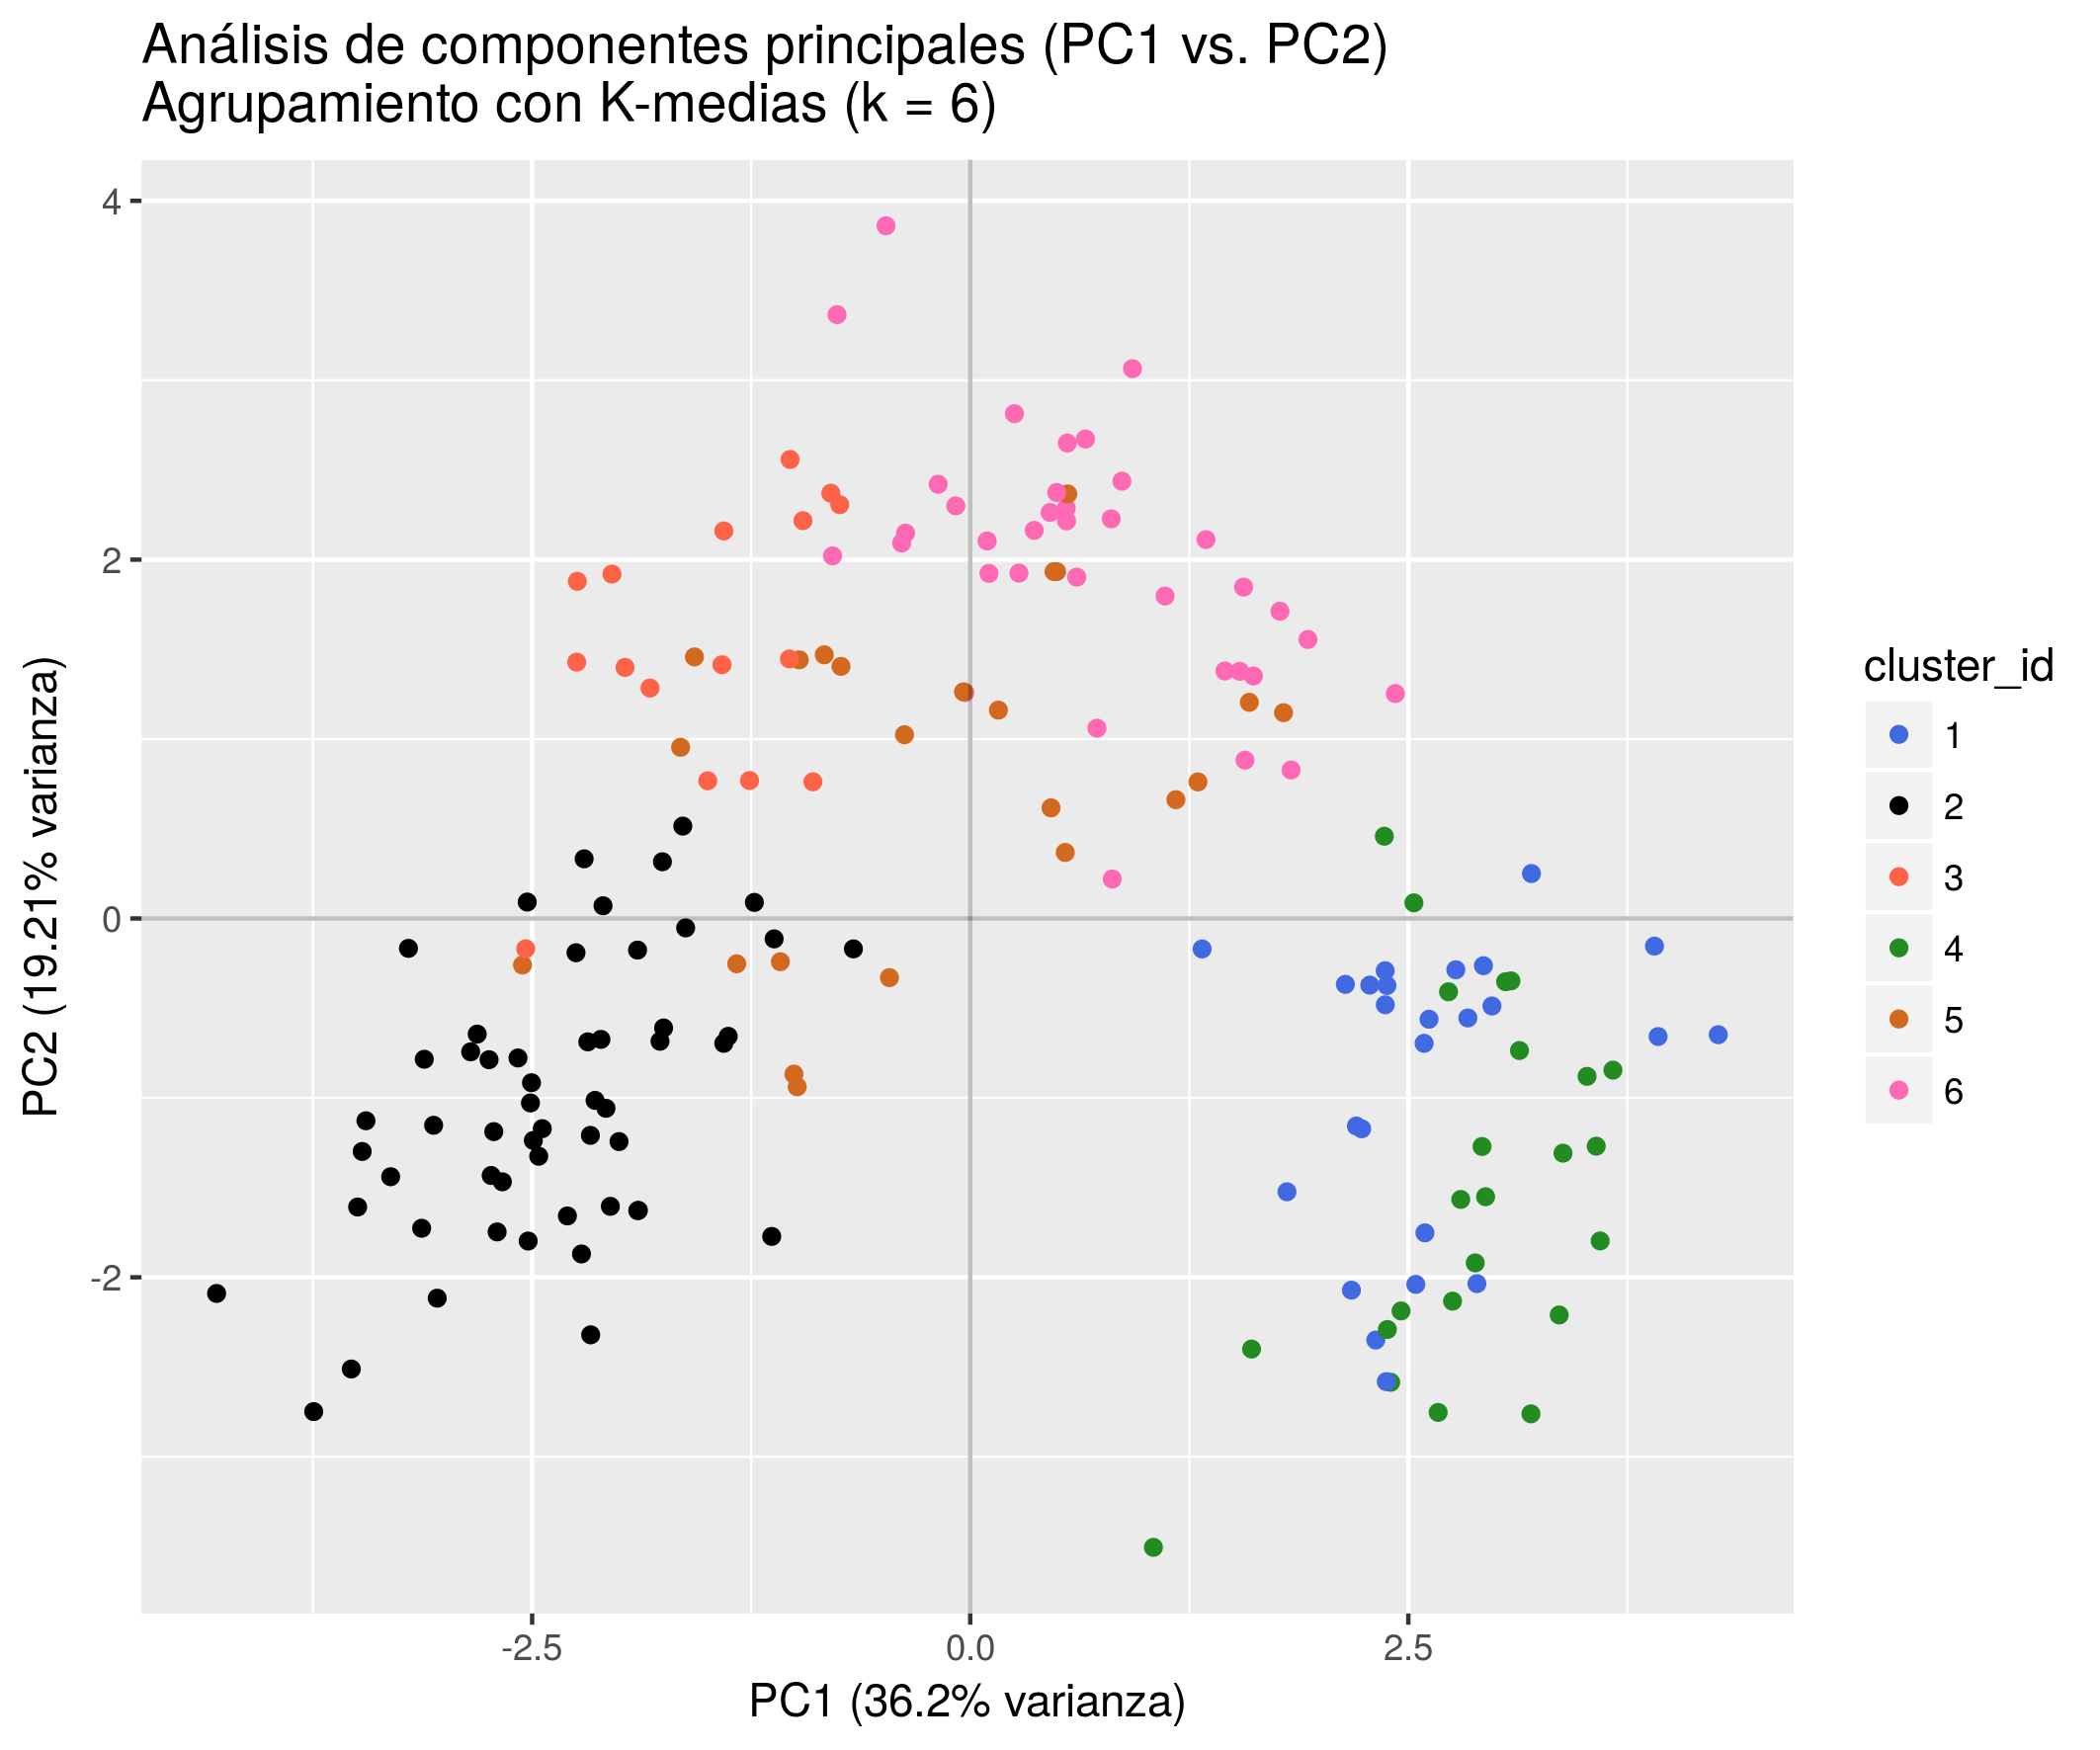 Análisis de componentes principales (PC1 vs. PC2)
Agrupamiento con K-medias (k = 6)
4
2
0
-2
PC2 (19.21% varianza)
-2.5
0.0
2.5
PC1 (36.2% varianza)
cluster_id
1
2
3
4
5
6